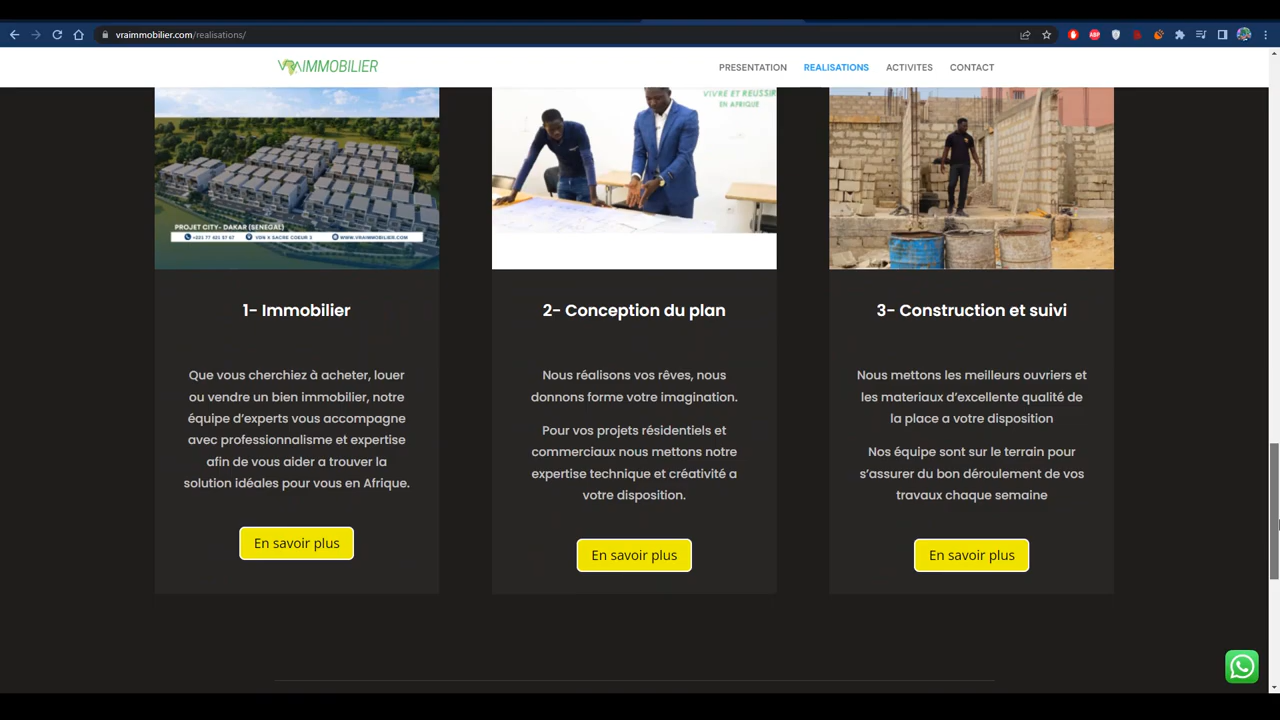 vraimmobilier.com/realisations/
VRAIMMOBILIER
PRESENTATION
REALISATIONS
ACTIVITES
CONTACT
PROJET CITY- DAKAR (SENEGAL)
VDN X SACRE COEUR 3
WWW.VRAIMMOBILIER.COM
VIVRE ET REUSSIR
EN AFRIQUE
1- Immobilier
Que vous cherchiez à acheter, louer
ou vendre un bien immobilier, notre
équipe d’experts vous accompagne
avec professionnalisme et expertise
afin de vous aider a trouver la
solution idéales pour vous en Afrique.
En savoir plus
2- Conception du plan
Nous réalisons vos rêves, nous
donnons forme votre imagination.
Pour vos projets résidentiels et
commerciaux nous mettons notre
expertise technique et créativité a
votre disposition.
En savoir plus
3- Construction et suivi
Nous mettons les meilleurs ouvriers et
les materiaux d’excellente qualité de
la place a votre disposition
Nos équipe sont sur le terrain pour
s’assurer du bon déroulement de vos
travaux chaque semaine
En savoir plus